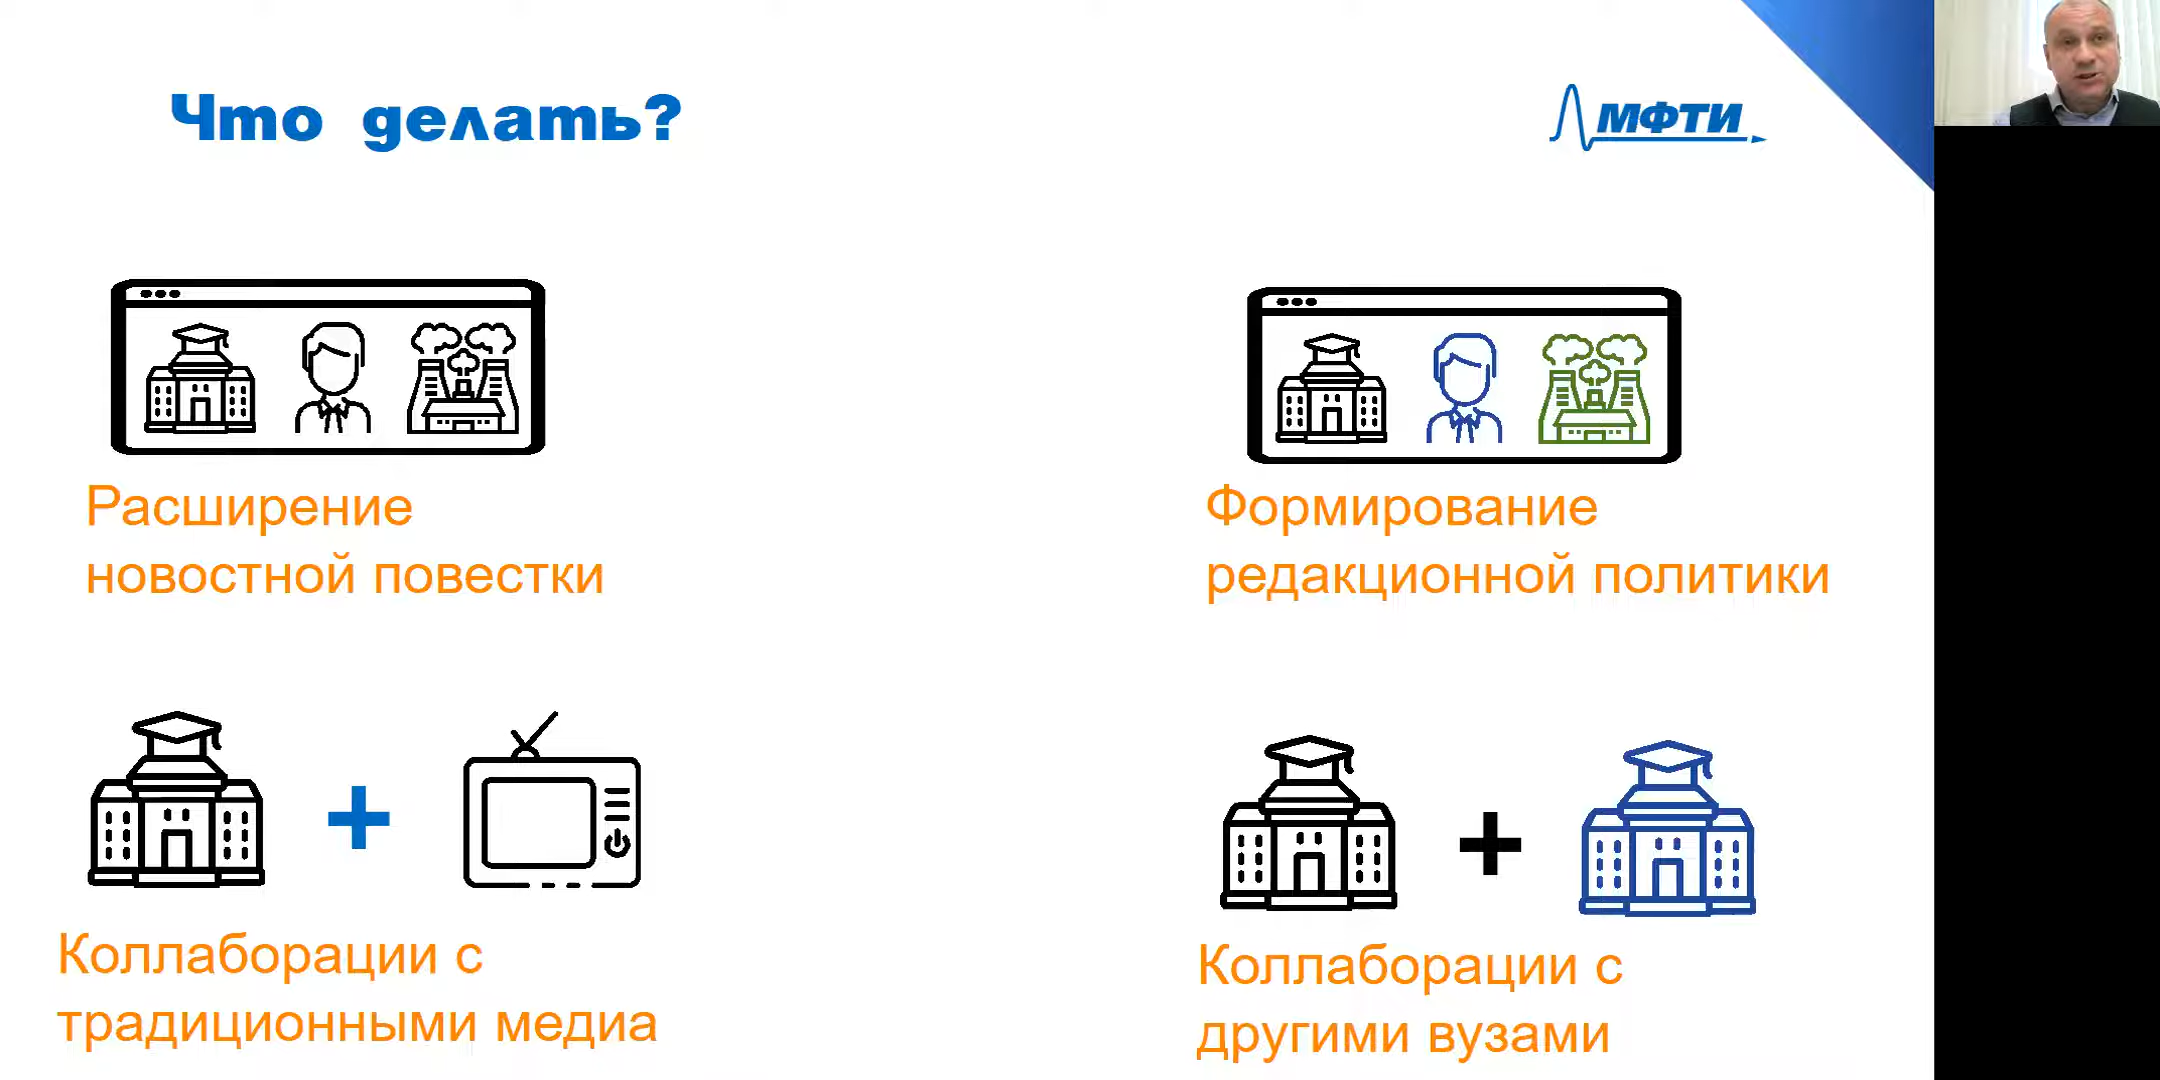 Что делать?
МФТИ
Расширение
новостной повестки
Формирование
редакционной политики
Коллаборации с
традиционными медиа
Коллаборации с
другими вузами